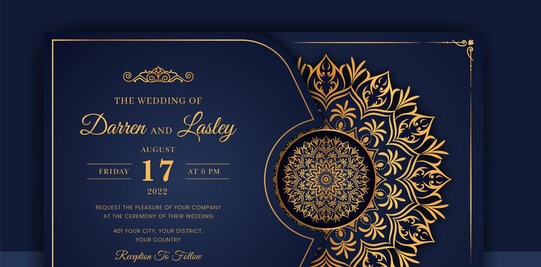 THE WEDDING OF
Darren AND Lasley
AUGUST
FRIDAY 17 AT 6 PM
2022
REQUEST THE PLEASURE OF YOUR COMPANY
AT THE CEREMONY OF THEIR WEDDING
401 YOUR CITY, YOUR DISTRICT,
YOUR COUNTRY
Reception To Follow